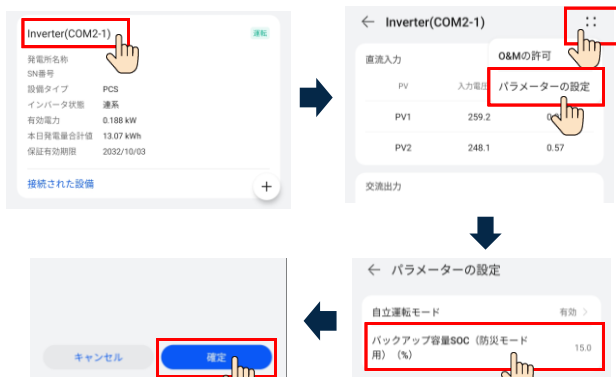 Inverter(COM2-1)
運転
発電所名称
SN番号
設備タイプ PCS
インバータ状態 連系
有効電力 0.188 kW
本日発電量合計値 13.07 kWh
保証有効期限 2032/10/03
接続された設備
+
← Inverter(COM2-1)
直流入力
O&Mの許可
PV 入力電圧
パラメーターの設定
PV1 259.2
PV2 248.1 0.57
交流出力
← パラメーターの設定
自立運転モード 有効 >
バックアップ容量SOC（防災モード
用）（%） 15.0
キャンセル 確定